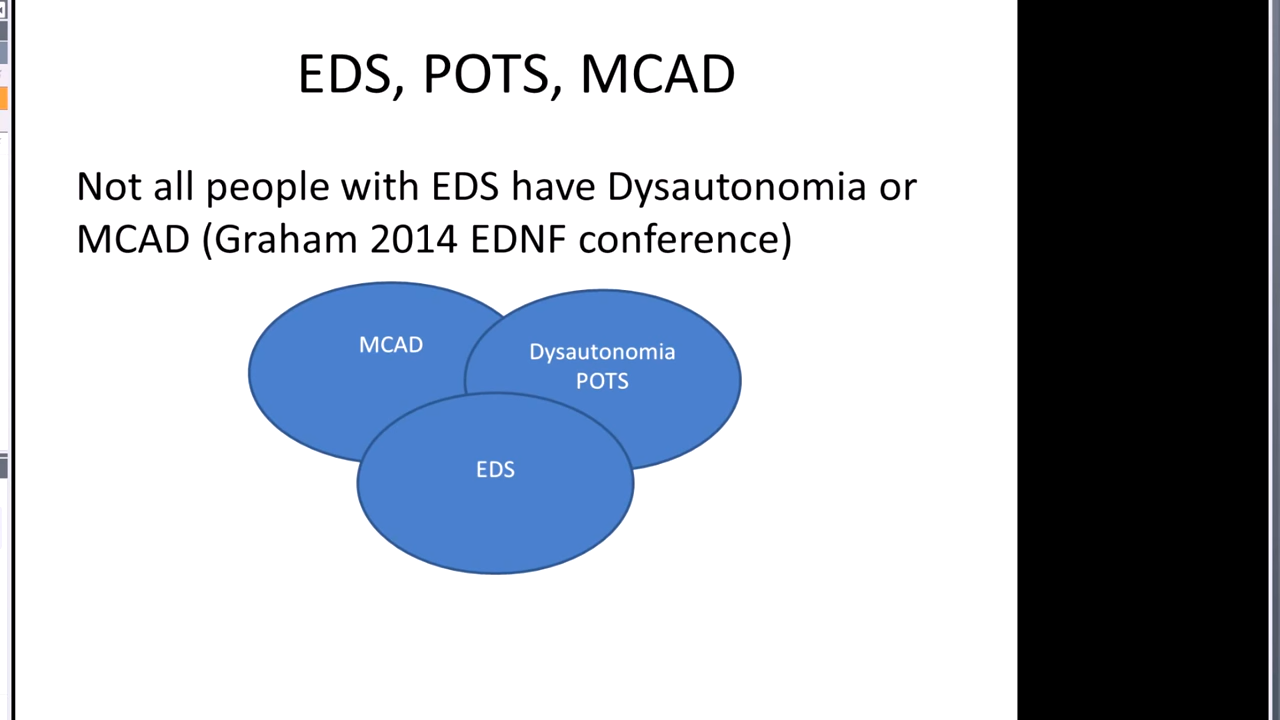 EDS, POTS, MCAD
Not all people with EDS have Dysautonomia or
MCAD (Graham 2014 EDNF conference)
MCAD
Dysautonomia
POTS
EDS